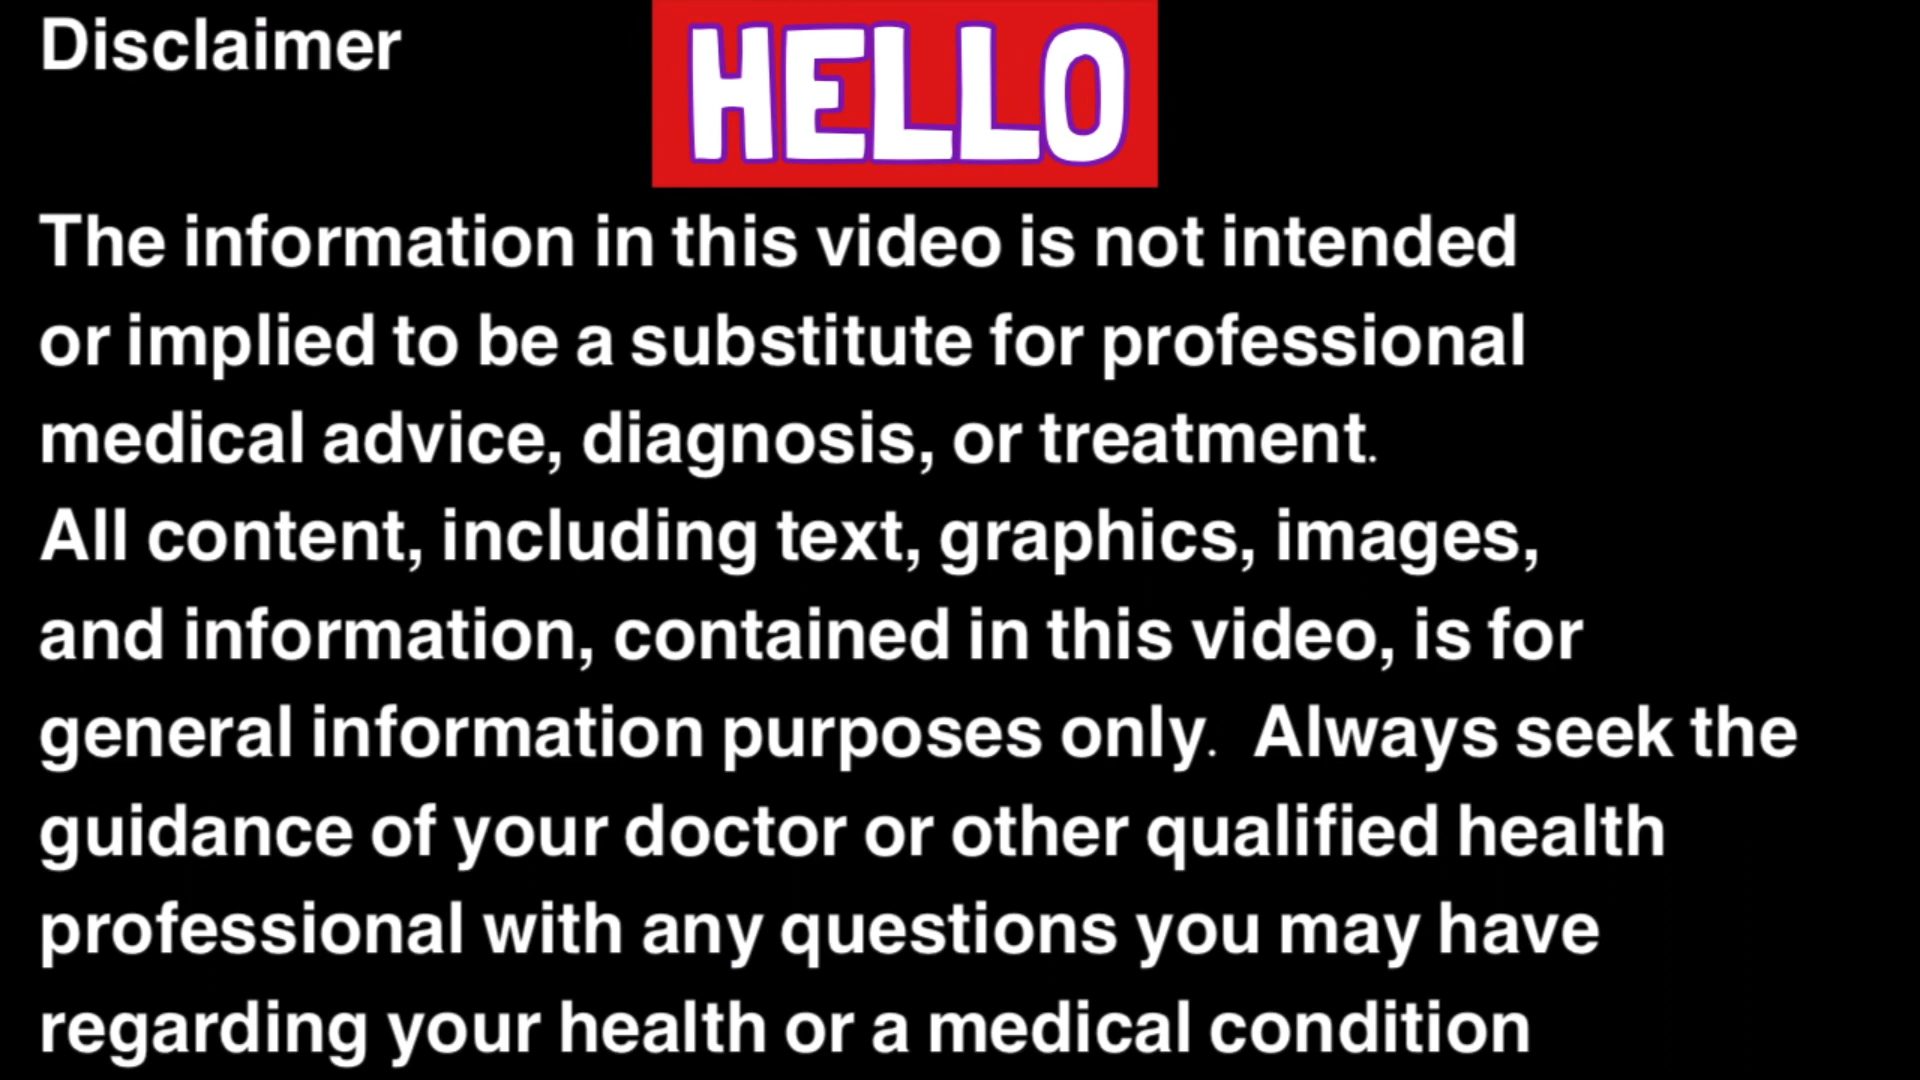 Disclaimer
HELLO
The information in this video is not intended
or implied to be a substitute for professional
medical advice, diagnosis, or treatment.
All content, including text, graphics, images,
and information, contained in this video, is for
general information purposes only.  Always seek the
guidance of your doctor or other qualified health
professional with any questions you may have
regarding your health or a medical condition